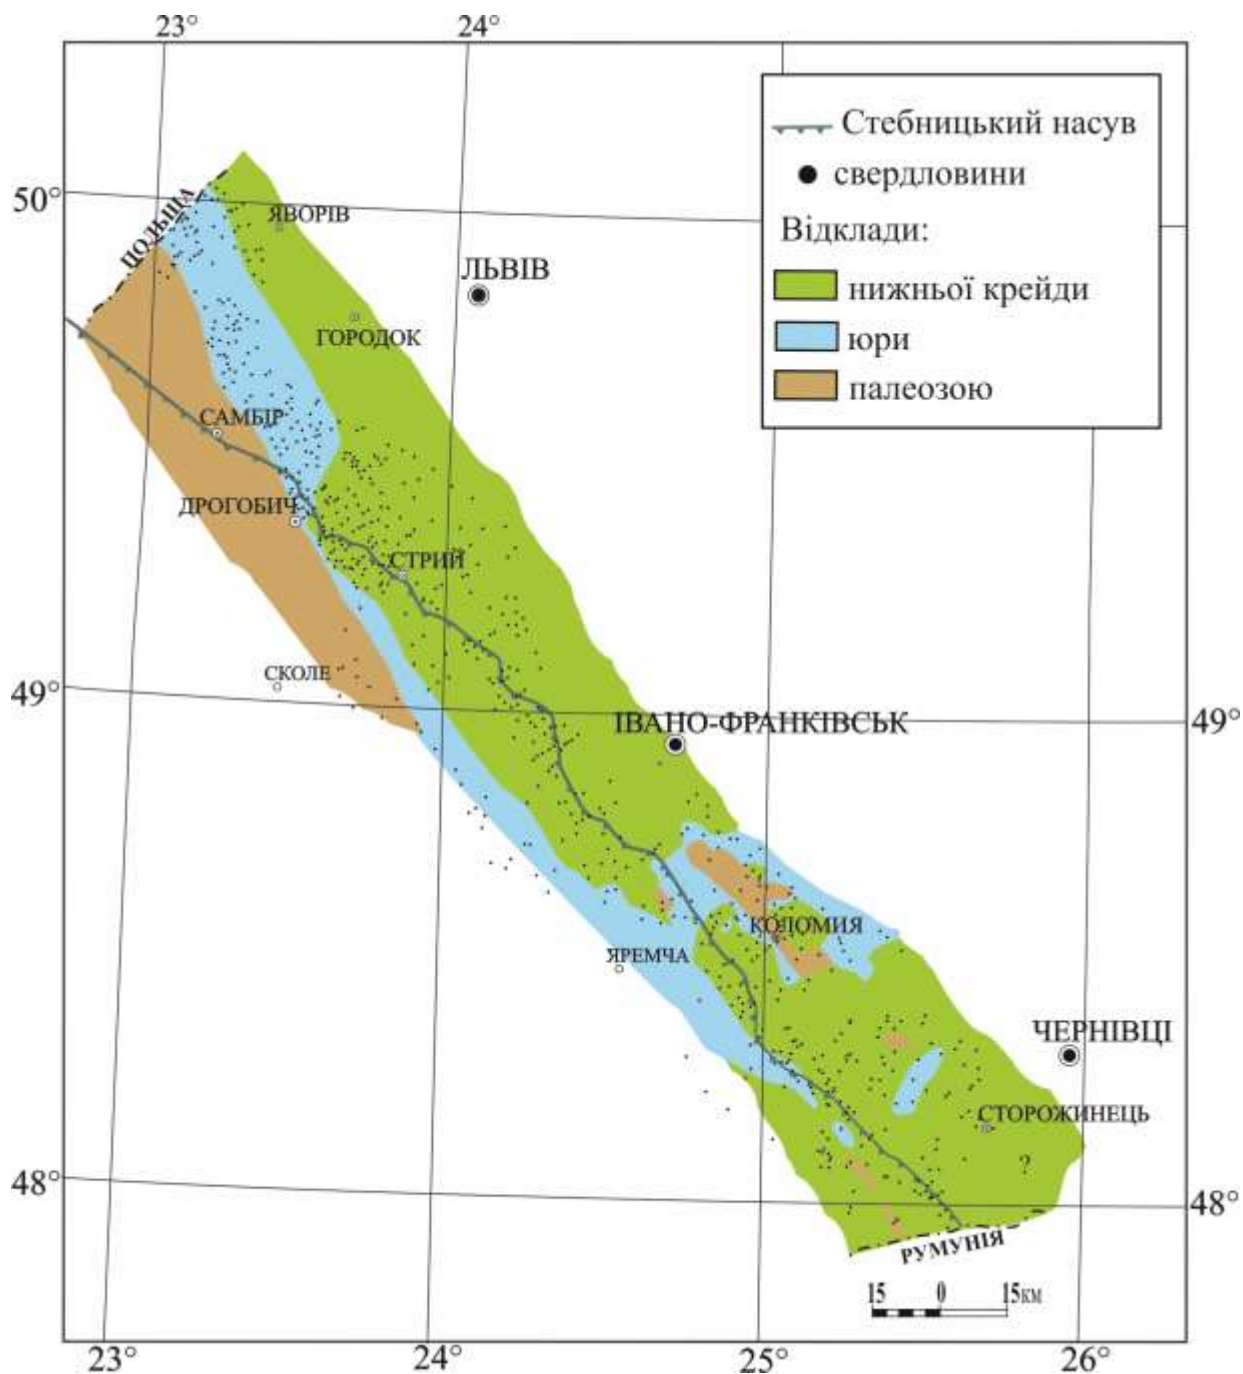 23°
24°
Стебницький насув
свердловини
Відклади:
нижньої крейди
юри
палеозою
50°
ПОЛЬЩА
ЯВОРІВ
ЛЬВІВ
ГОРОДОК
САМБІР
ДРОГОБИЧ
СТРИЙ
СКОЛЕ
49°
49°
ІВАНО-ФРАНКІВСЬК
КОЛОМИЯ
ЯРЕМЧА
ЧЕРНІВЦІ
СТОРОЖИНЕЦЬ
?
48°
48°
РУМУНІЯ
15 0 15км
23°
24°
25°
26°